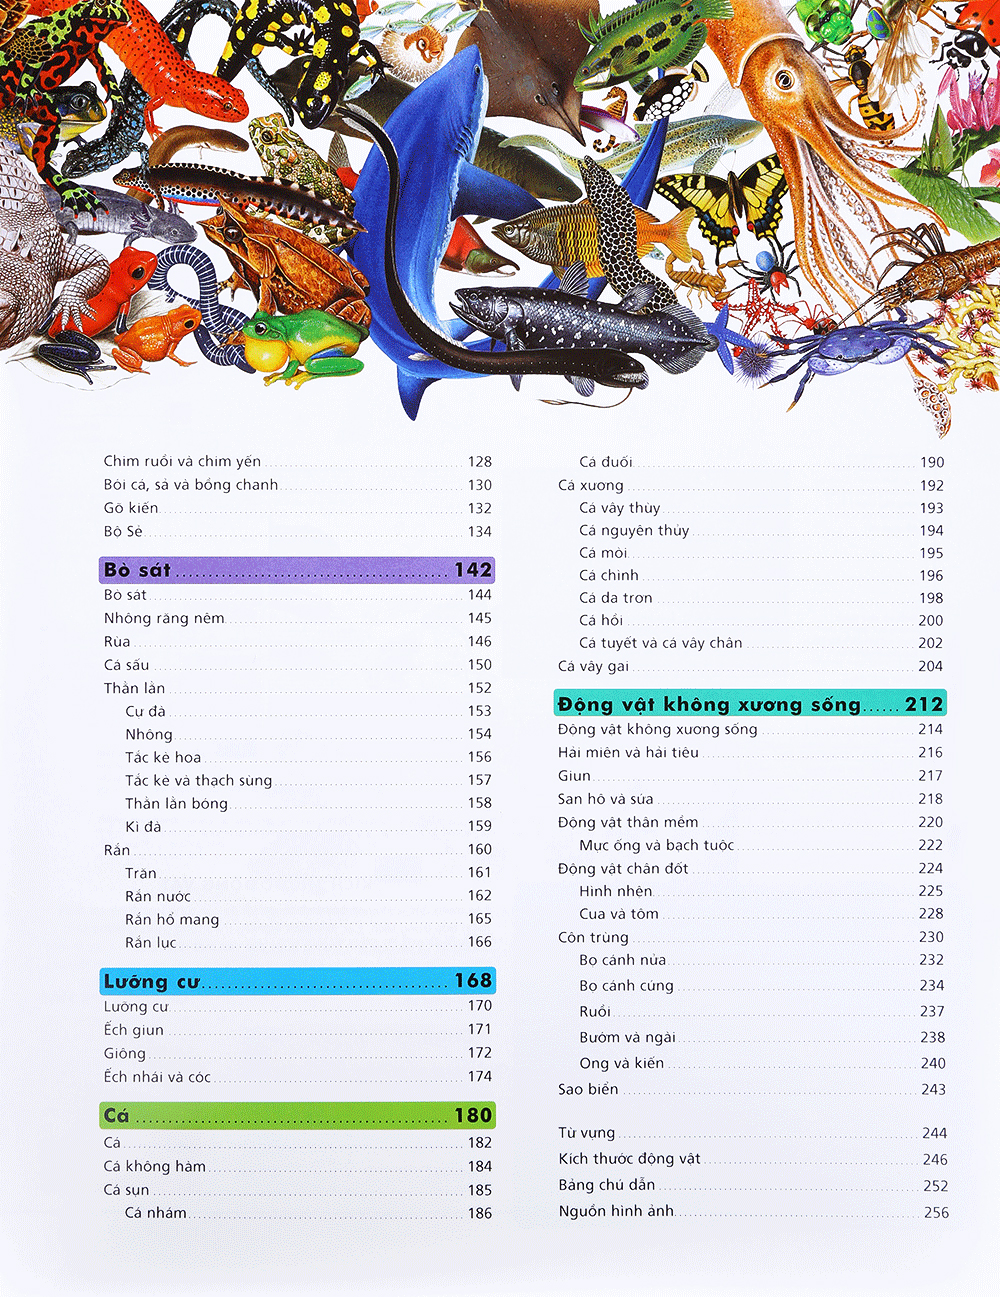 Chim ruồi và chim yến 128
Bói cá, sả và bồng chanh 130
Gõ kiến 132
Bộ Sẻ 134
Bò sát 142
Bò sát 144
Nhông răng nêm 145
Rùa 146
Cá sấu 150
Thằn lằn 152
Cự đà 153
Nhông 154
Tắc kè hoa 156
Tắc kè và thạch sùng 157
Thằn lằn bóng 158
Kì đà 159
Rắn 160
Trăn 161
Rắn nước 162
Rắn hổ mang 165
Rắn lục 166
Lưỡng cư 168
Lưỡng cư 170
Ếch giun 171
Giông 172
Ếch nhái và cóc 174
Cá 180
Cá 182
Cá không hàm 184
Cá sụn 185
Cá nhám 186
Cá đuối 190
Cá xương 192
Cá vây thùy 193
Cá nguyên thủy 194
Cá mòi 195
Cá chình 196
Cá da trơn 198
Cá hồi 200
Cá tuyết và cá vây chân 202
Cá vây gai 204
Động vật không xương sống 212
Động vật không xương sống 214
Hải miên và hải tiêu 216
Giun 217
San hô và sứa 218
Động vật thân mềm 220
Mực ống và bạch tuộc 222
Động vật chân đốt 224
Hình nhện 225
Cua và tôm 228
Côn trùng 230
Bọ cánh nửa 232
Bọ cánh cứng 234
Ruồi 237
Bướm và ngài 238
Ong và kiến 240
Sao biển 243
Từ vựng 244
Kích thước động vật 246
Bảng chú dẫn 252
Nguồn hình ảnh 256